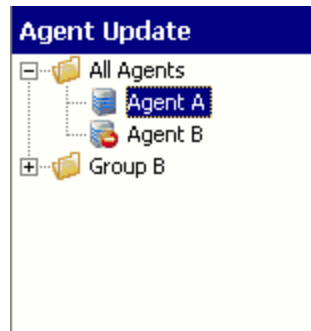 Agent Update
All Agents
Agent A
Agent B
Group B